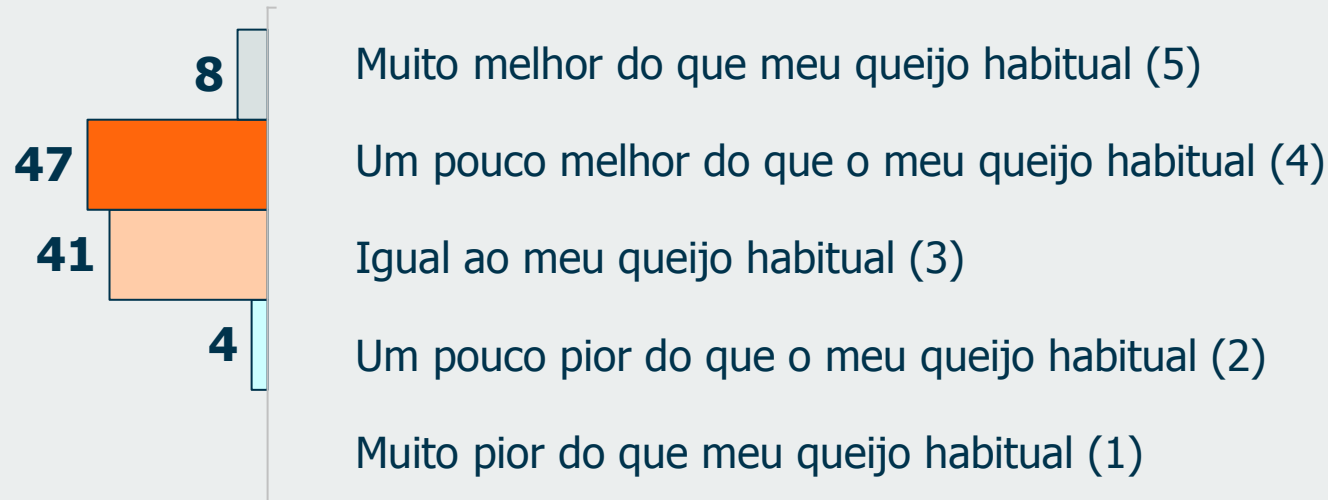 8 Muito melhor do que meu queijo habitual (5)
47 Um pouco melhor do que o meu queijo habitual (4)
41 Igual ao meu queijo habitual (3)
4 Um pouco pior do que o meu queijo habitual (2)
Muito pior do que meu queijo habitual (1)